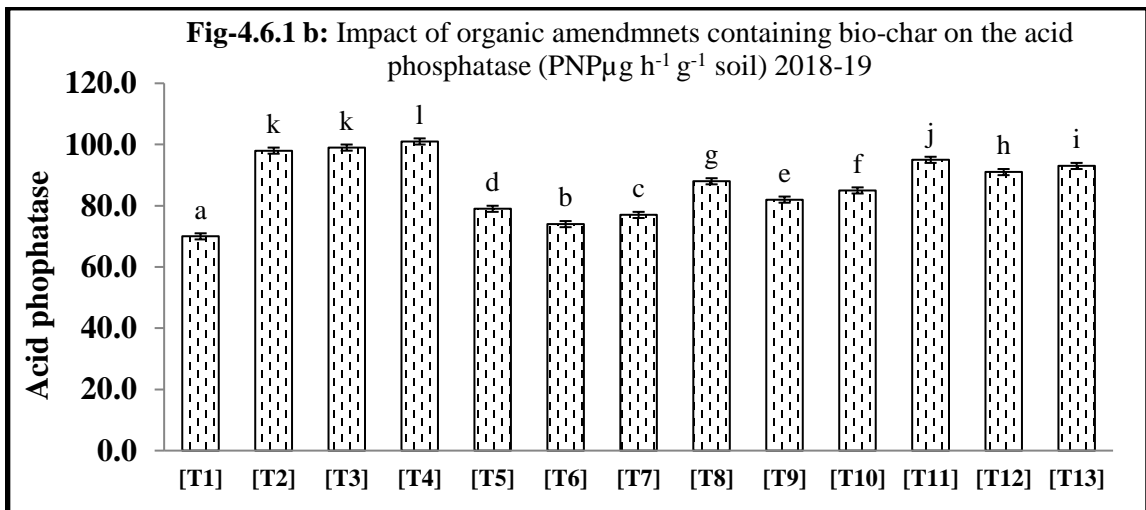 Fig-4.6.1 b: Impact of organic amendmnets containing bio-char on the acid
phosphatase (PNPµg h-1 g-1 soil) 2018-19
120.0
100.0
80.0
60.0
40.0
20.0
0.0
Acid phophatase
a
k
k
l
d
b
c
g
e
f
j
h
i
[T1] [T2] [T3] [T4] [T5] [T6] [T7] [T8] [T9] [T10] [T11] [T12] [T13]